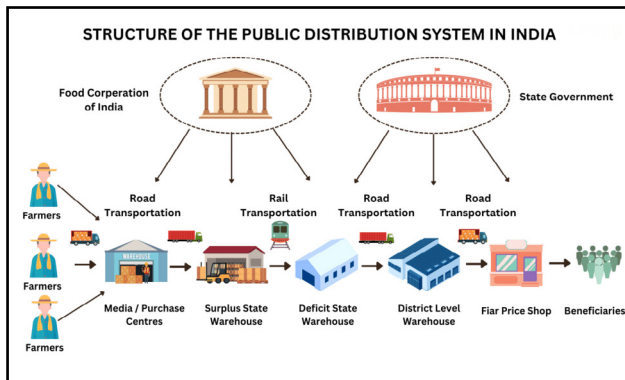 STRUCTURE OF THE PUBLIC DISTRIBUTION SYSTEM IN INDIA
Food Corperation
of India
State Government
Farmers
Road
Transportation
Rail
Transportation
Road
Transportation
Road
Transportation
Farmers
WAREHOUSE
Farmers
Media / Purchase
Centres
Surplus State
Warehouse
Deficit State
Warehouse
District Level
Warehouse
Fiar Price Shop
Beneficiaries